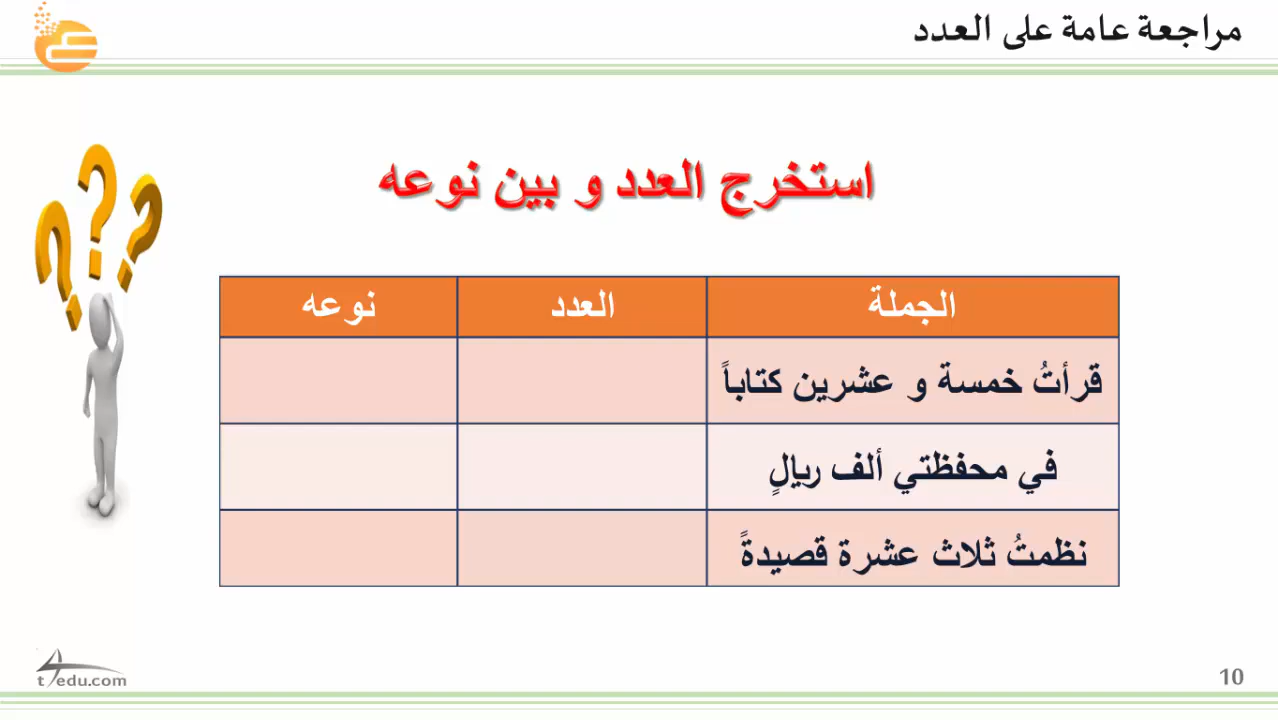 مراجعة عامة على العدد
استخرج العدد و بين نوعه
الجملة العدد نوعه
قرأتُ خمسة و عشرين كتاباً
في محفظتي ألف ريالٍ
نظمتُ ثلاث عشرة قصيدةً
t4edu.com
10